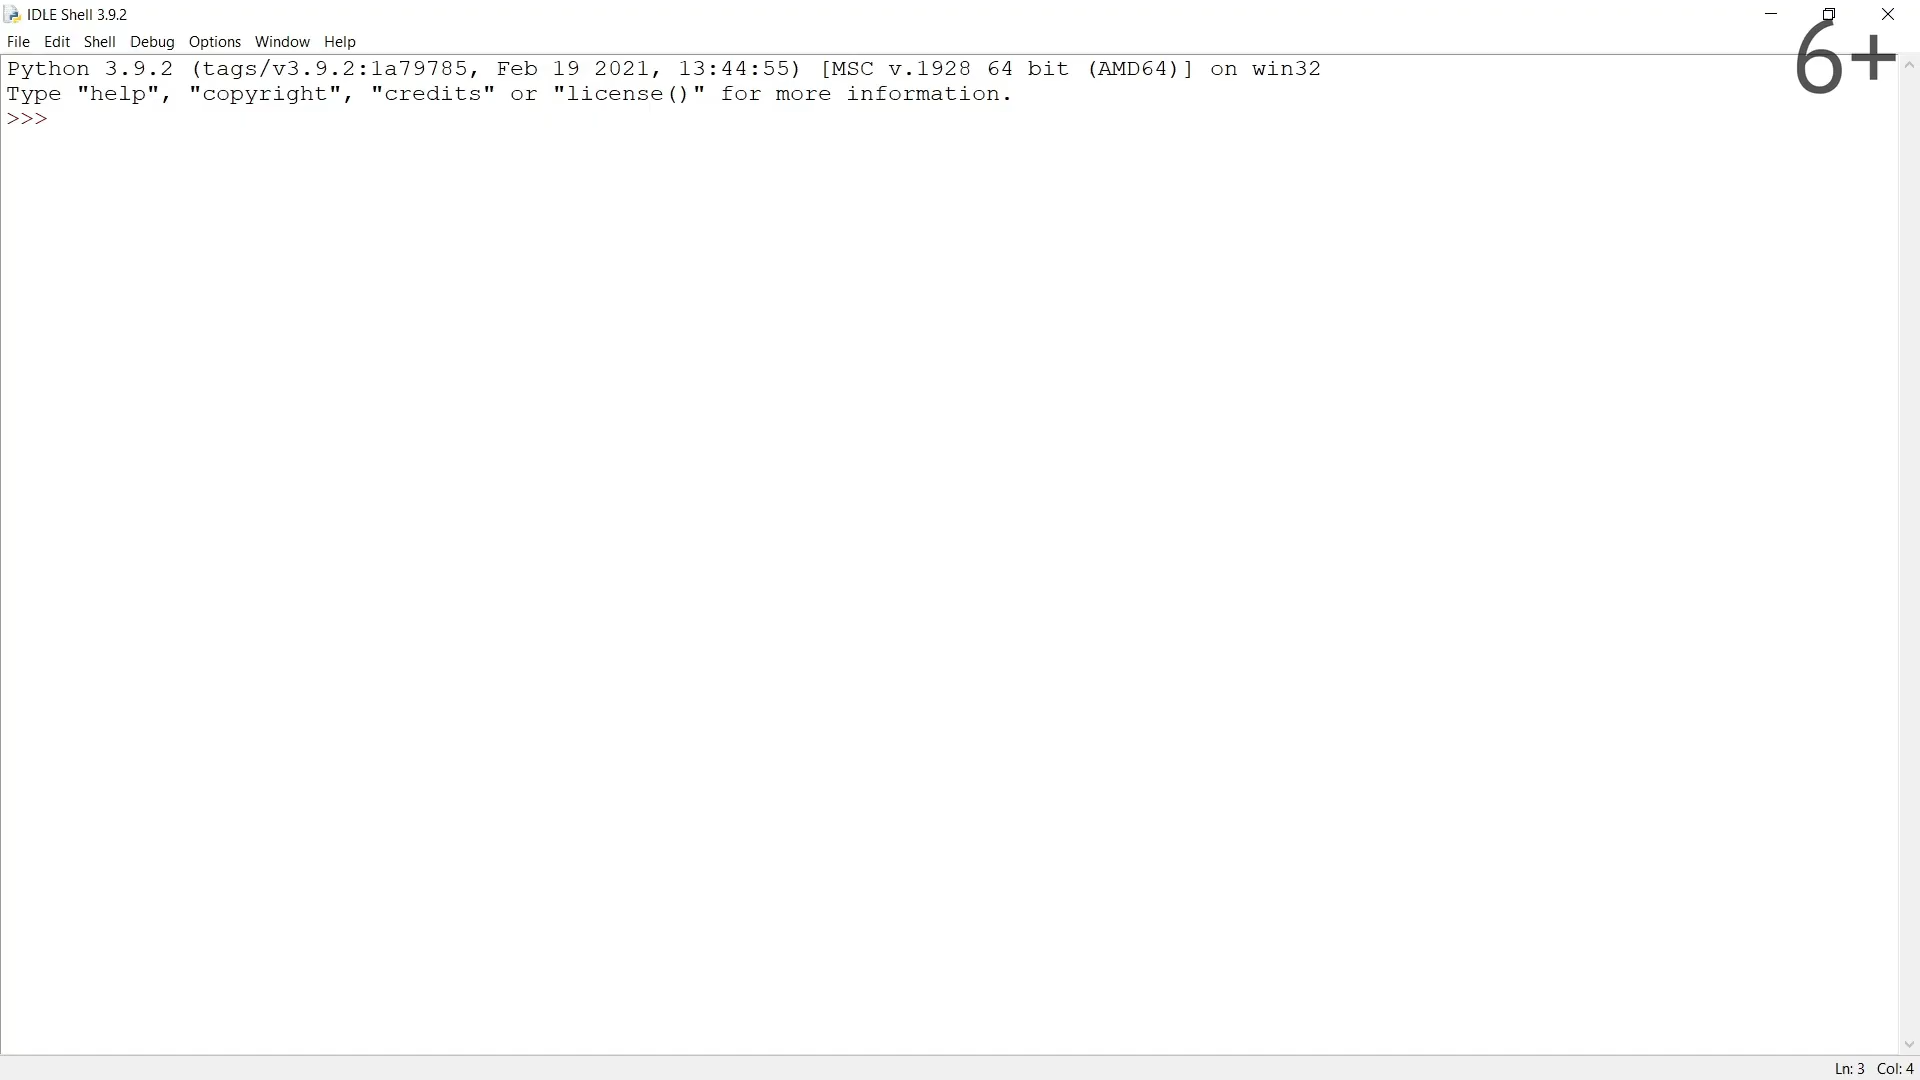 IDLE Shell 3.9.2
File Edit Shell Debug Options Window Help
6+
Python 3.9.2 (tags/v3.9.2:1a79785, Feb 19 2021, 13:44:55) [MSC v.1928 64 bit (AMD64)] on win32
Type "help", "copyright", "credits" or "license()" for more information.
>>>
Ln: 3 Col: 4